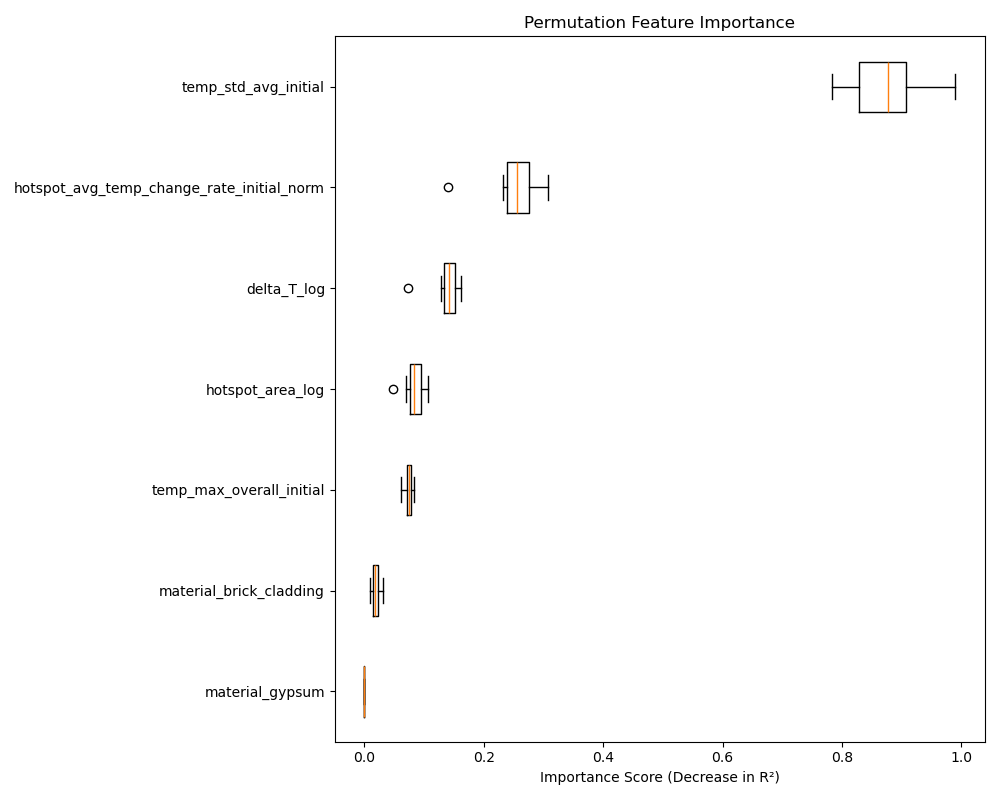 Permutation Feature Importance
temp_std_avg_initial
hotspot_avg_temp_change_rate_initial_norm
delta_T_log
hotspot_area_log
temp_max_overall_initial
material_brick_cladding
material_gypsum
0.0 0.2 0.4 0.6 0.8 1.0
Importance Score (Decrease in R²)